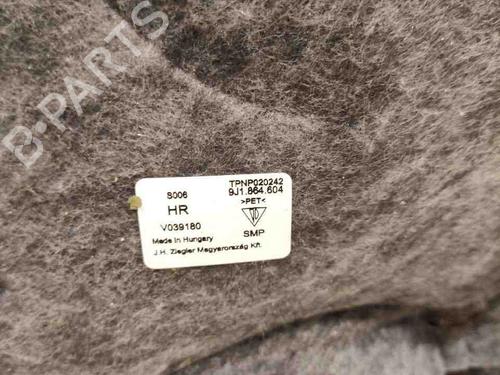 B-PARTS
TPNP020242
S006 9J1.864.604
HR >PET<
V039180
SMP
Made in Hungary
J.H. Ziegler Magyarország Kft.